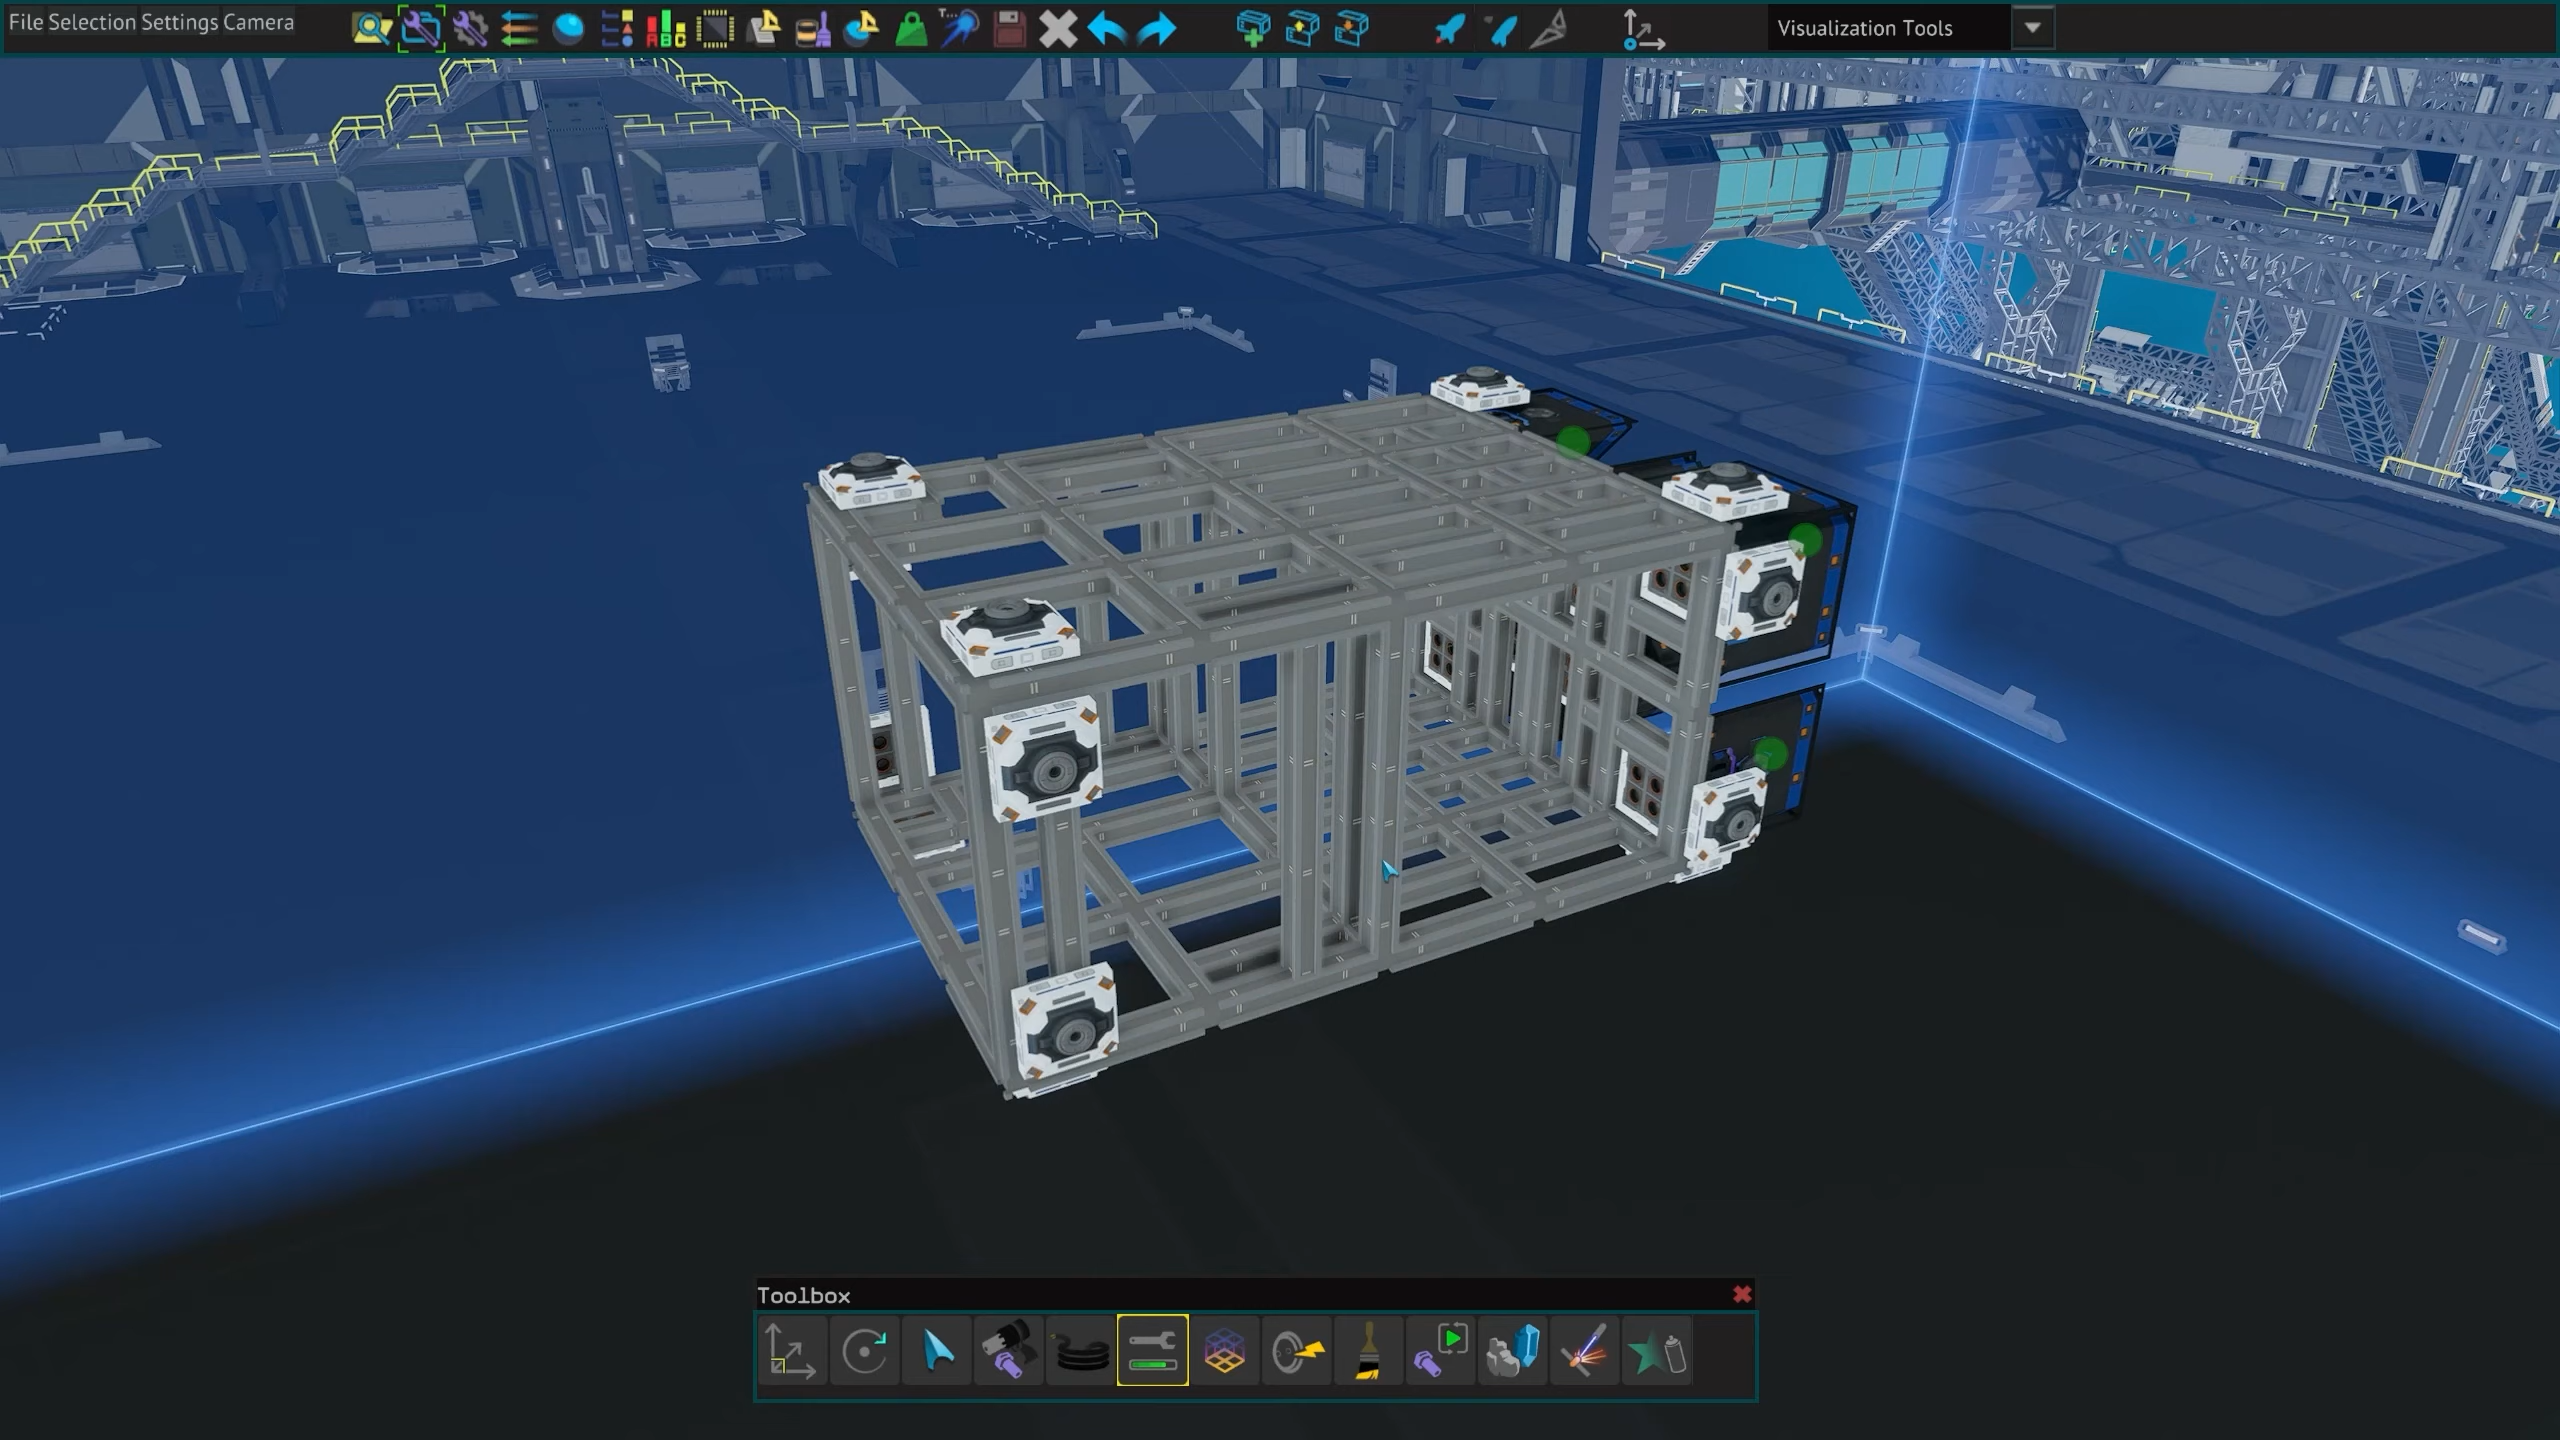 File Selection Settings Camera
T...
ABC
Visualization Tools
Toolbox